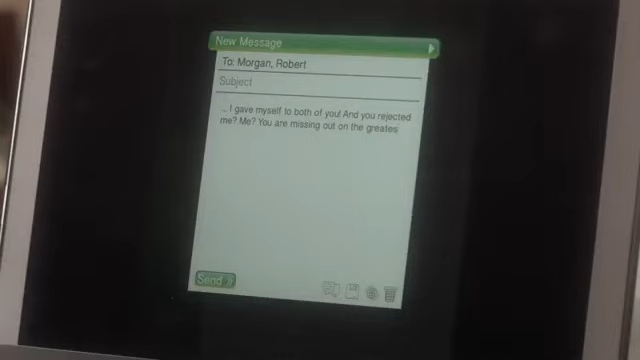 New Message
To: Morgan, Robert
Subject
... I gave myself to both of you! And you rejected
me? Me? You are missing out on the greates
Send